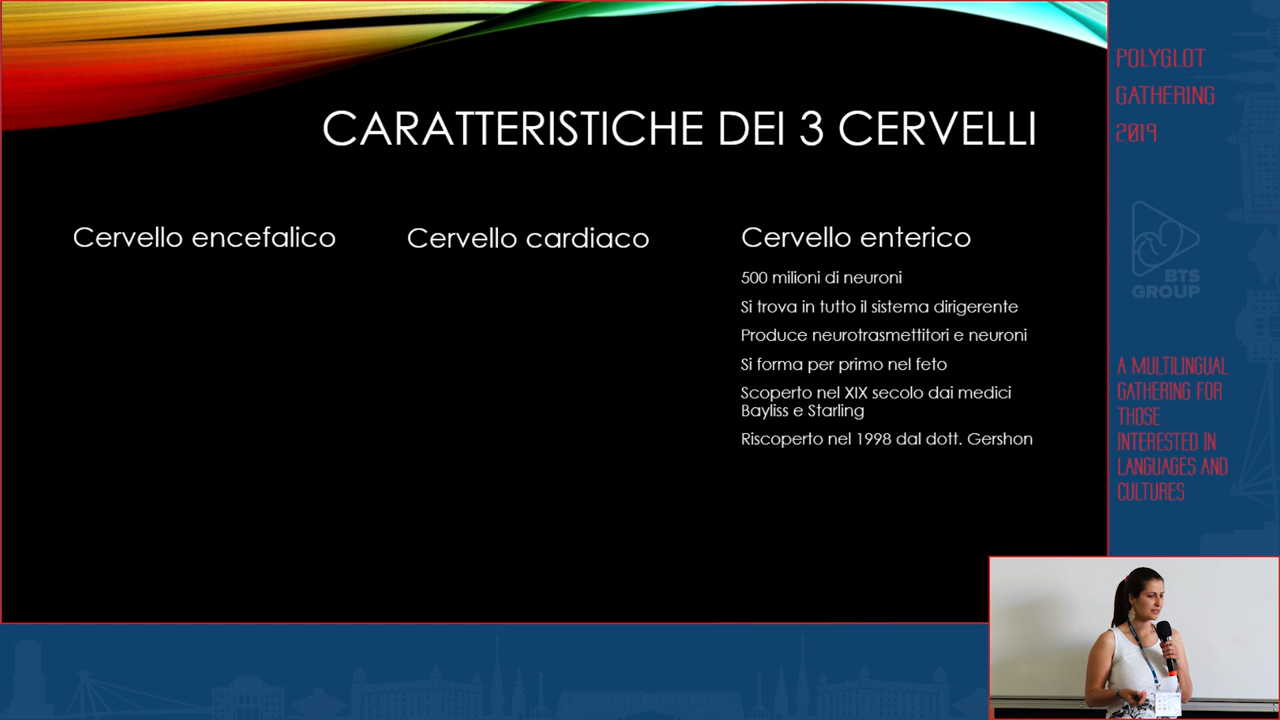 CARATTERISTICHE DEI 3 CERVELLI
Cervello encefalico
Cervello cardiaco
Cervello enterico
500 milioni di neuroni
Si trova in tutto il sistema dirigerente
Produce neurotrasmettitori e neuroni
Si forma per primo nel feto
Scoperto nel XIX secolo dai medici
Bayliss e Starling
Riscoperto nel 1998 dal dott. Gershon
POLYGLOT
GATHERING
2019
BTS
GROUP
A MULTILINGUAL
GATHERING FOR
THOSE
INTERESTED IN
LANGUAGES AND
CULTURES